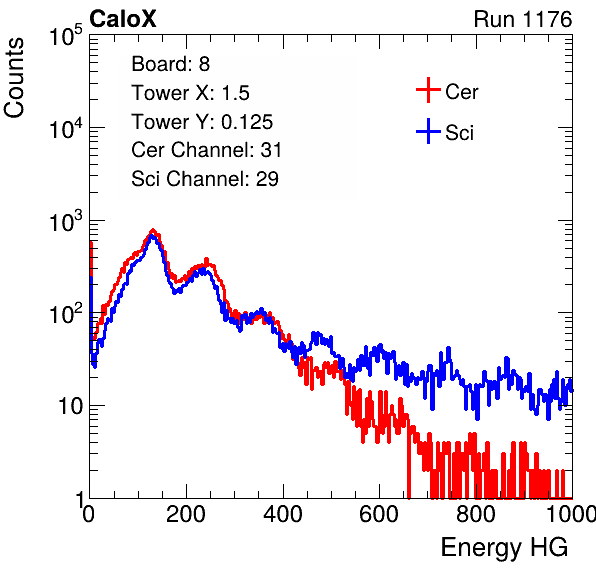 CaloX Run 1176
Counts
10^5
10^4
10^3
10^2
10
1
Board: 8
Tower X: 1.5
Tower Y: 0.125
Cer Channel: 31
Sci Channel: 29
Cer
Sci
0 200 400 600 800 1000
Energy HG